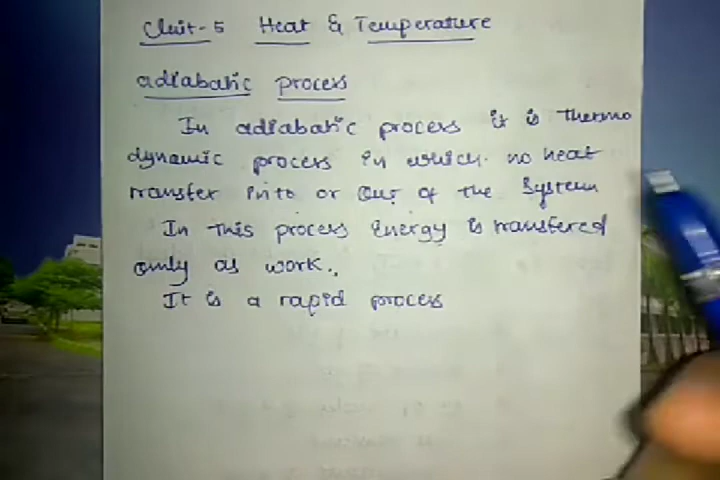 Unit-5 Heat & Temperature
adiabatic process
In adiabatic process it is thermo
dynamic process in which no heat
transfer into or out of the system
In this process energy is transfered
only as work.,
It is a rapid process